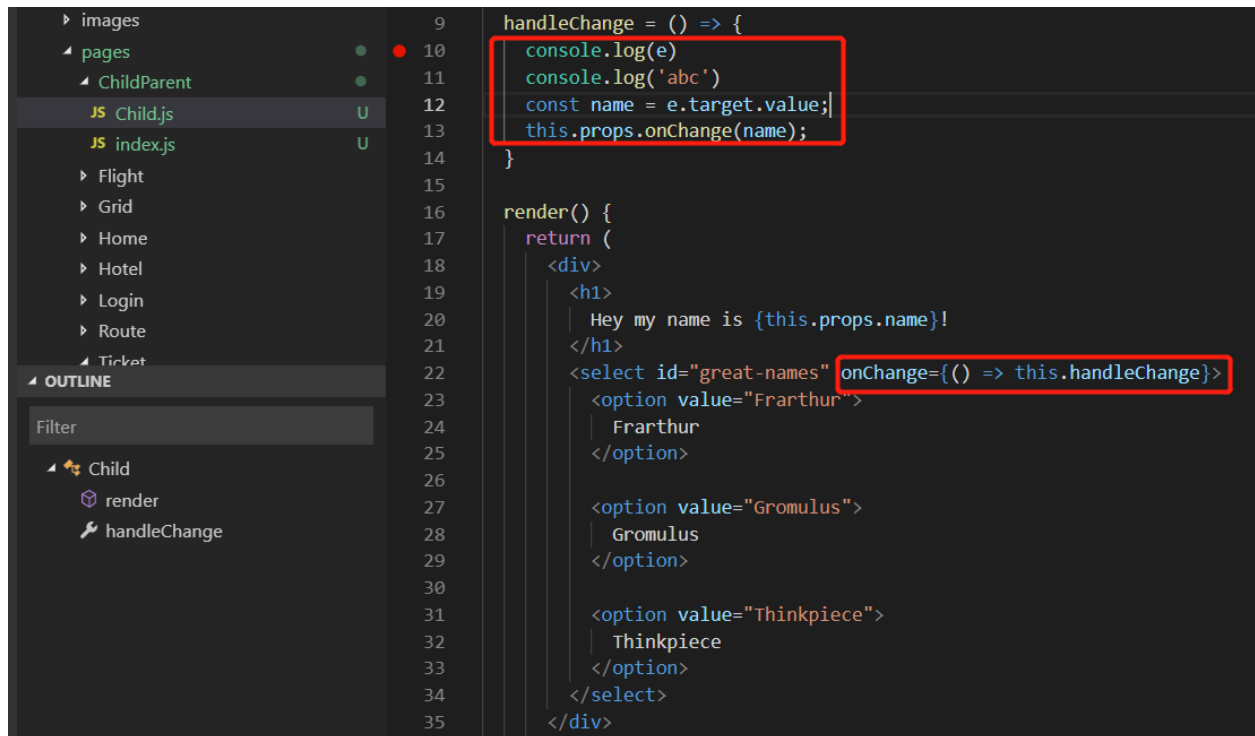 images
pages
ChildParent
JS Child.js U
JS index.js U
Flight
Grid
Home
Hotel
Login
Route
Ticket
OUTLINE
Filter
Child
render
handleChange
9 handleChange = () => {
10 console.log(e)
11 console.log('abc')
12 const name = e.target.value;
13 this.props.onChange(name);
14 }
15
16 render() {
17 return (
18 <div>
19 <h1>
20 Hey my name is {this.props.name}!
21 </h1>
22 <select id="great-names" onChange={() => this.handleChange}>
23 <option value="Frarthur">
24 Frarthur
25 </option>
26
27 <option value="Gromulus">
28 Gromulus
29 </option>
30
31 <option value="Thinkpiece">
32 Thinkpiece
33 </option>
34 </select>
35 </div>